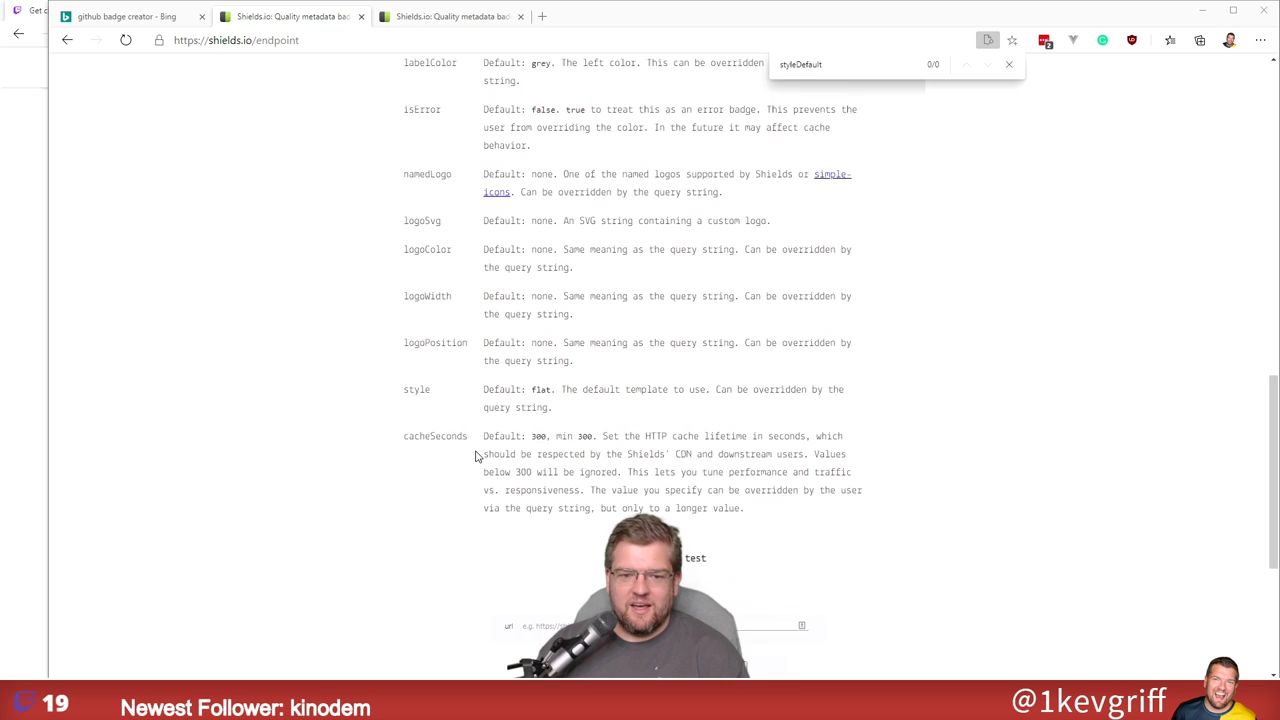 Get c
github badge creator - Bing
Shields.io: Quality metadata bad
Shields.io: Quality metadata bad
https://shields.io/endpoint
2
styleDefault
0/0
labelColor
Default: grey. The left color. This can be overridden
string.
isError
Default: false. true to treat this as an error badge. This prevents the
user from overriding the color. In the future it may affect cache
behavior.
namedLogo
Default: none. One of the named logos supported by Shields or simple-
icons. Can be overridden by the query string.
logoSvg
Default: none. An SVG string containing a custom logo.
logoColor
Default: none. Same meaning as the query string. Can be overridden by
the query string.
logoWidth
Default: none. Same meaning as the query string. Can be overridden by
the query string.
logoPosition
Default: none. Same meaning as the query string. Can be overridden by
the query string.
style
Default: flat. The default template to use. Can be overridden by the
query string.
cacheSeconds
Default: 300, min 300. Set the HTTP cache lifetime in seconds, which
should be respected by the Shields' CDN and downstream users. Values
below 300 will be ignored. This lets you tune performance and traffic
vs. responsiveness. The value you specify can be overridden by the user
via the query string, but only to a longer value.
test
url
e.g. https://
19
Newest Follower: kinodem
@1kevgriff